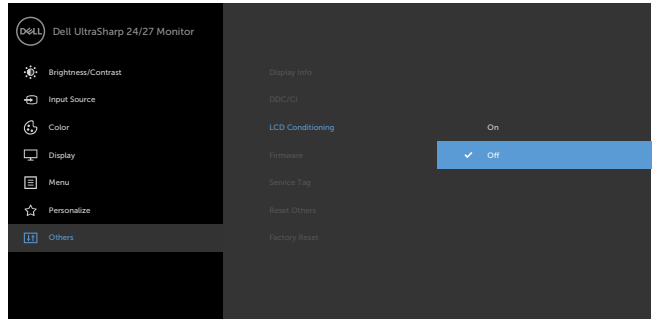 DELL Dell UltraSharp 24/27 Monitor
Brightness/Contrast
Input Source
Color
Display
Menu
Personalize
Others
Display Info
DDC/CI
LCD Conditioning
Firmware
Service Tag
Reset Others
Factory Reset
On
Off